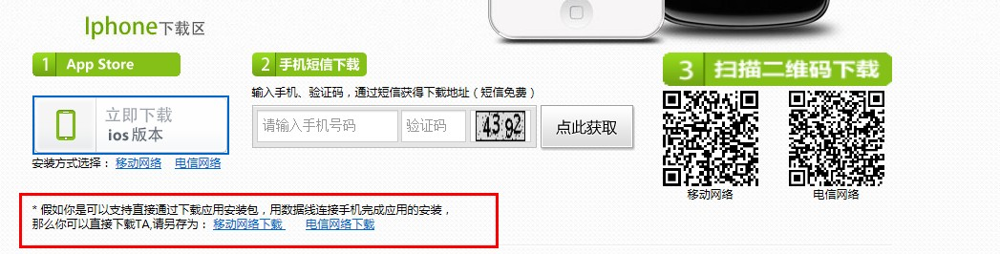 Iphone下载区
1 App Store
立即下载
ios 版本
安装方式选择： 移动网络 电信网络
2 手机短信下载
输入手机、验证码，通过短信获得下载地址（短信免费）
请输入手机号码 验证码 4392 点此获取
3 扫描二维码下载
移动网络 电信网络
* 假如你是可以支持直接通过下载应用安装包，用数据线连接手机完成应用的安装，
那么你可以直接下载TA,请另存为： 移动网络下载 电信网络下载